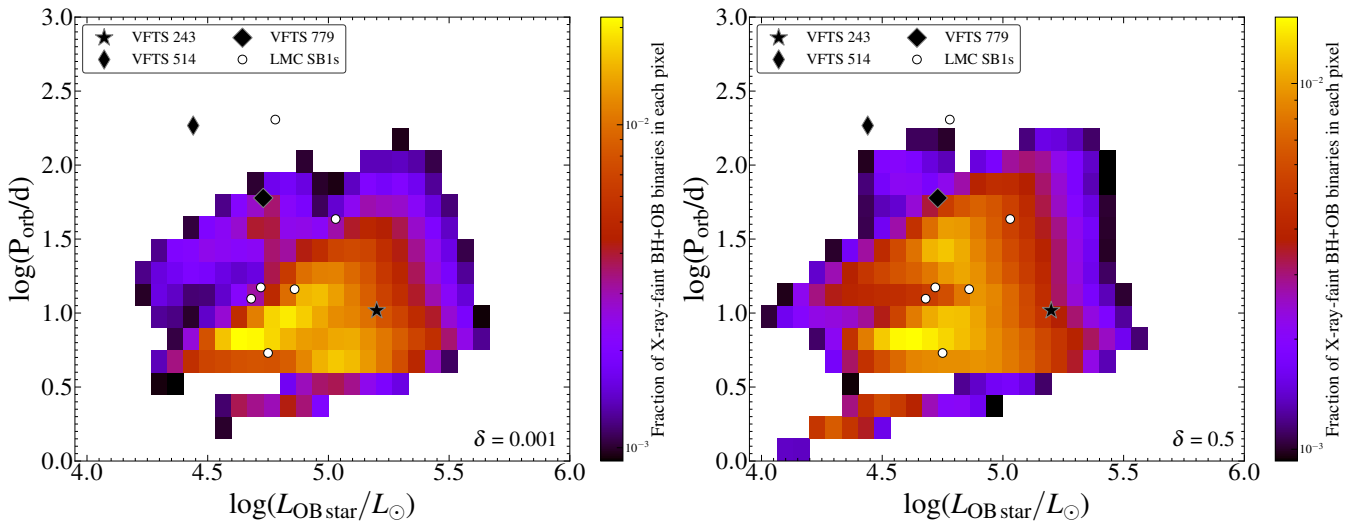 VFTS 243
VFTS 779
VFTS 514
LMC SB1s
3.0
2.5
2.0
1.5
1.0
0.5
0.0
log(P_orb/d)
4.0
4.5
5.0
5.5
6.0
log(L_OB star/L_⊙)
δ = 0.001
10^−2
10^−3
Fraction of X-ray-faint BH+OB binaries in each pixel
VFTS 243
VFTS 779
VFTS 514
LMC SB1s
3.0
2.5
2.0
1.5
1.0
0.5
0.0
log(P_orb/d)
4.0
4.5
5.0
5.5
6.0
log(L_OB star/L_⊙)
δ = 0.5
10^−2
10^−3
Fraction of X-ray-faint BH+OB binaries in each pixel